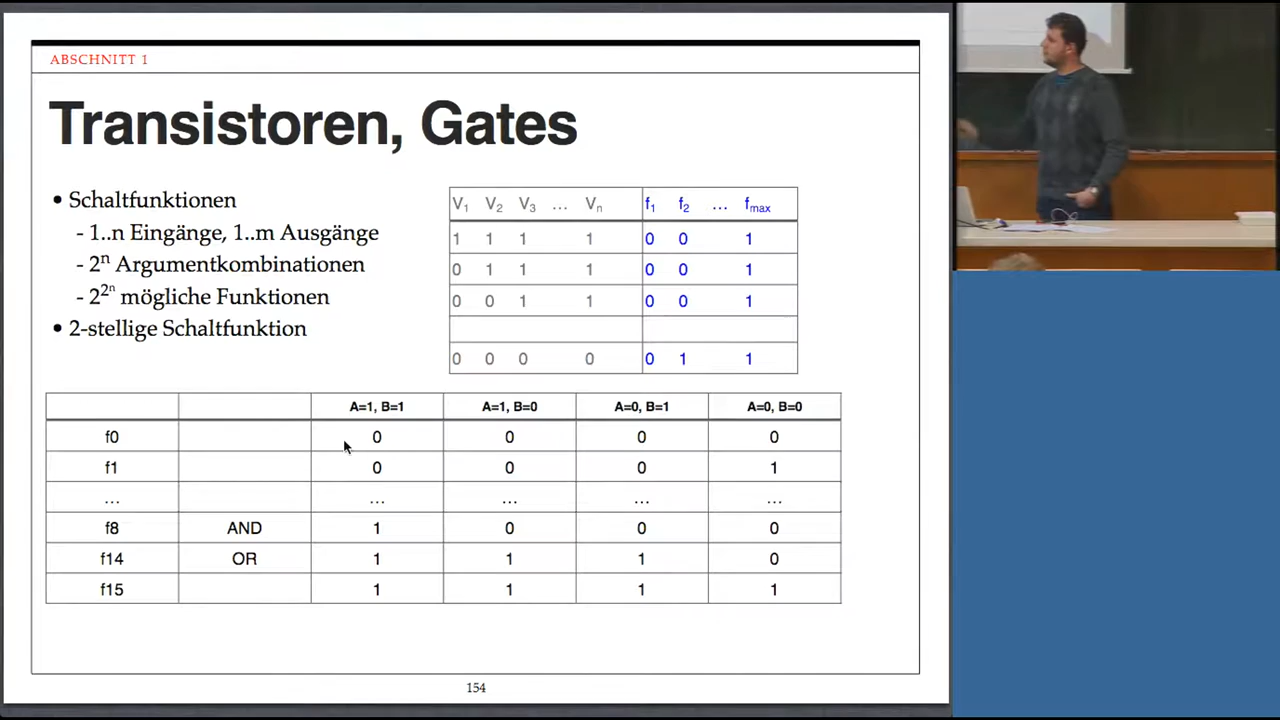 ABSCHNITT 1
Transistoren, Gates
• Schaltfunktionen
- 1..n Eingänge, 1..m Ausgänge
- 2ⁿ Argumentkombinationen
- 2²ⁿ mögliche Funktionen
• 2-stellige Schaltfunktion
V₁ V₂ V₃ … Vₙ f₁ f₂ … fmax
1 1 1 1 0 0 1
0 1 1 1 0 0 1
0 0 1 1 0 0 1
0 0 0 0 0 1 1
A=1, B=1 A=1, B=0 A=0, B=1 A=0, B=0
f0 0 0 0 0
f1 0 0 0 1
… … … … …
f8 AND 1 0 0 0
f14 OR 1 1 1 0
f15 1 1 1 1
154